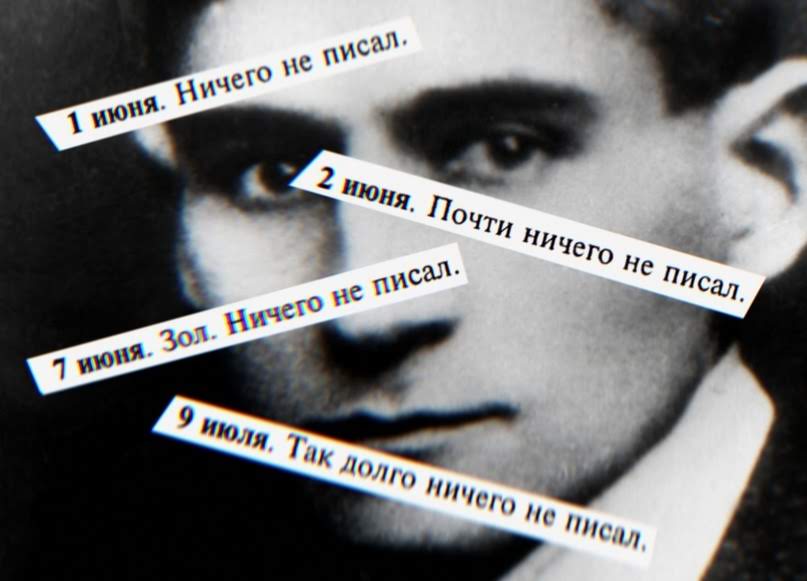 1 июня. Ничего не писал.
2 июня. Почти ничего не писал.
7 июня. Зол. Ничего не писал.
9 июля. Так долго ничего не писал.